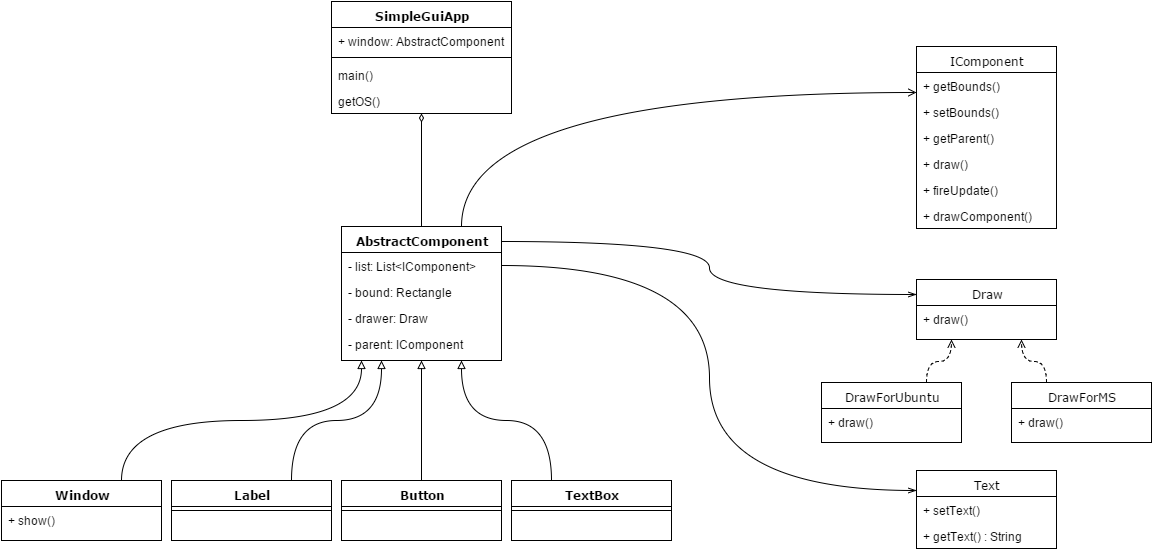 SimpleGuiApp
+ window: AbstractComponent
main()
getOS()
IComponent
+ getBounds()
+ setBounds()
+ getParent()
+ draw()
+ fireUpdate()
+ drawComponent()
AbstractComponent
- list: List<IComponent>
- bound: Rectangle
- drawer: Draw
- parent: IComponent
Draw
+ draw()
DrawForUbuntu
+ draw()
DrawForMS
+ draw()
Window
+ show()
Label
Button
TextBox
Text
+ setText()
+ getText() : String